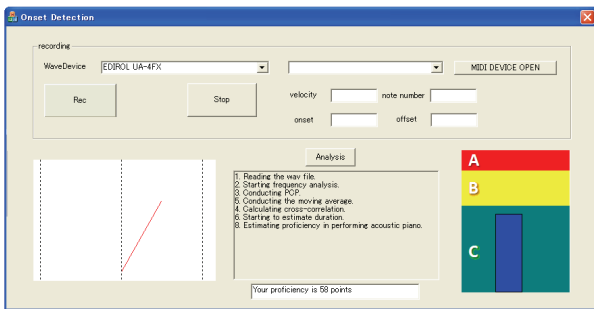 Onset Detection
recording
WaveDevice EDIROL UA-4FX MIDI DEVICE OPEN
Rec Stop velocity note number
onset offset
Analysis
1. Reading the wav file.
2. Starting frequency analysis.
3. Conducting PCP.
5. Conducting the moving average.
4. Calculating cross-correlation.
6. Starting to estimate duration.
8. Estimating proficiency in performing acoustic piano.
Your proficiency is 58 points
A
B
C